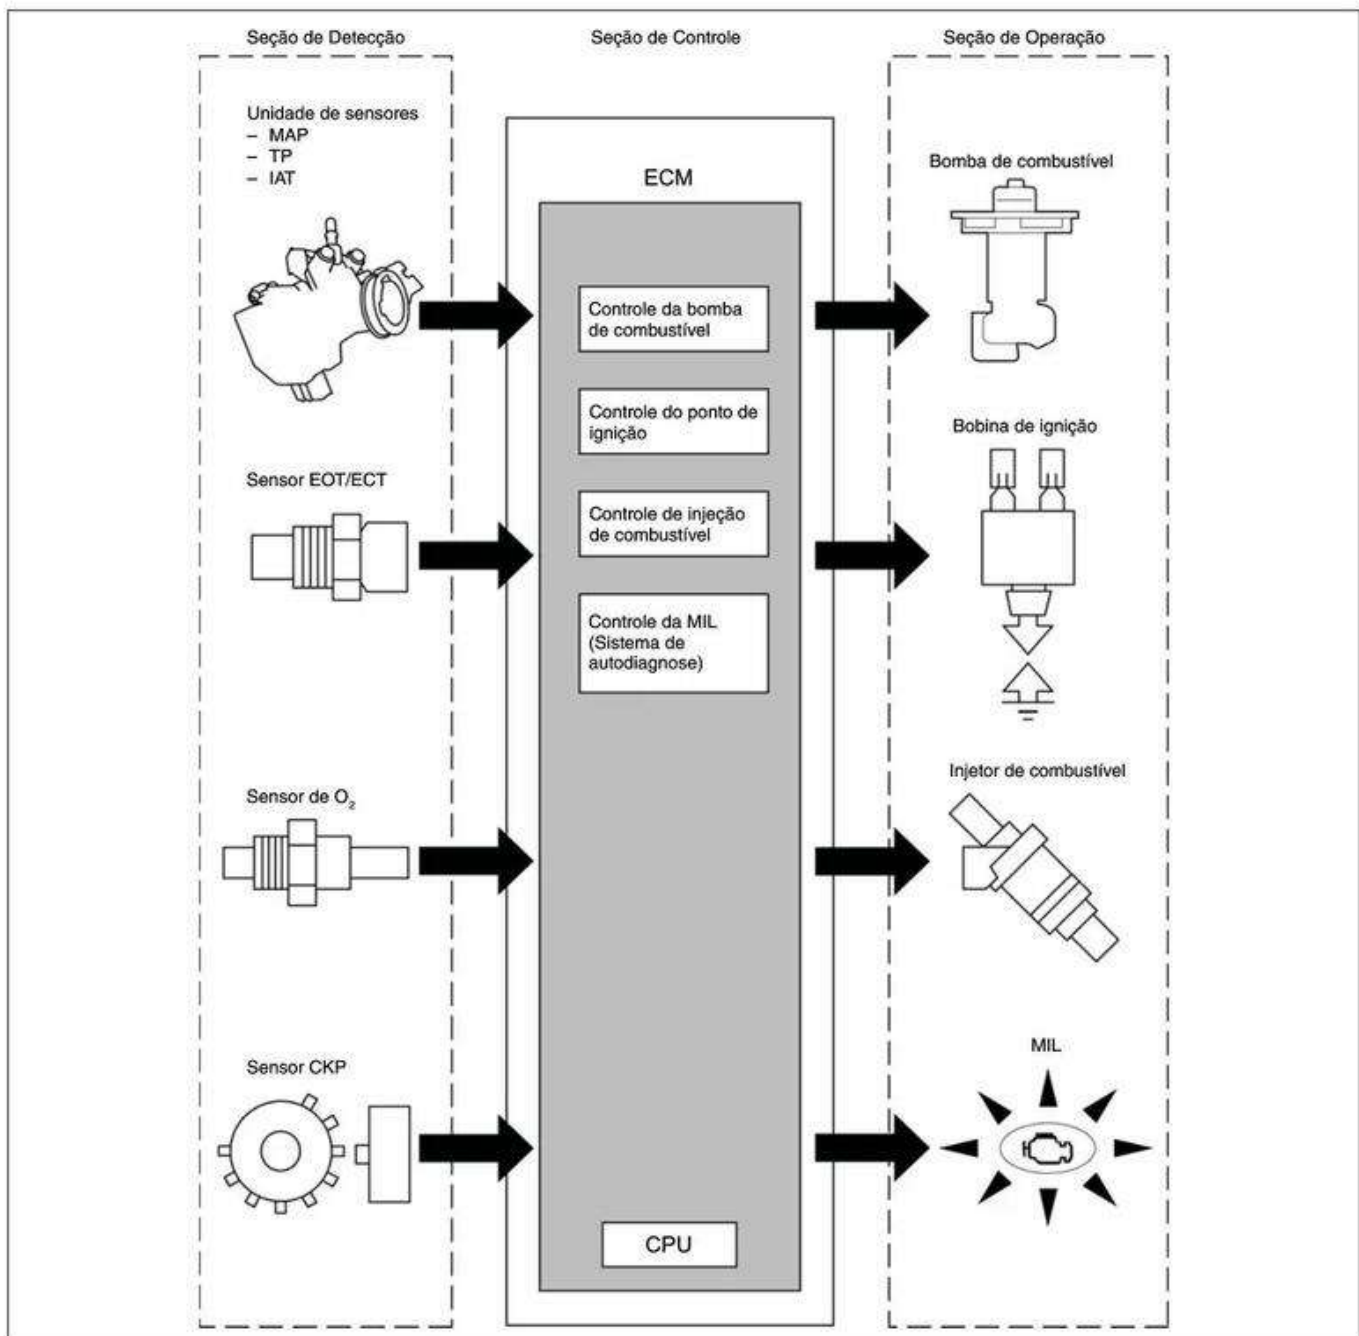 Seção de Detecção
Seção de Controle
Seção de Operação
Unidade de sensores
– MAP
– TP
– IAT
Sensor EOT/ECT
Sensor de O₂
Sensor CKP
ECM
Controle da bomba
de combustível
Controle do ponto de
ignição
Controle de injeção
de combustível
Controle da MIL
(Sistema de
autodiagnose)
CPU
Bomba de combustível
Bobina de ignição
Injetor de combustível
MIL